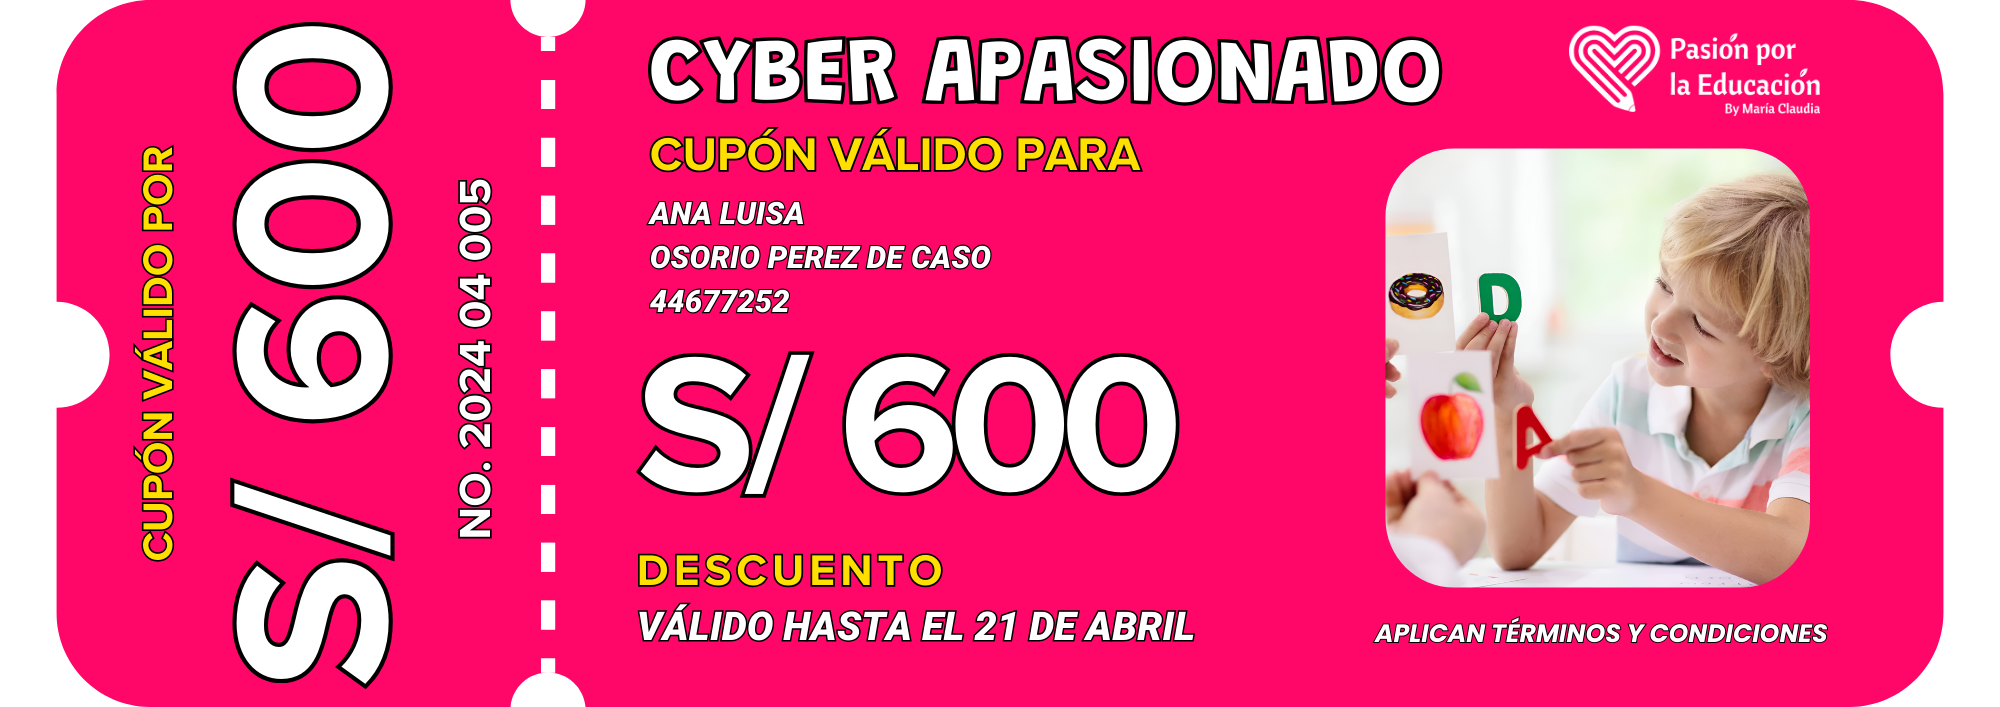 CUPÓN VÁLIDO POR
S/ 600
NO. 2024 04 005
CYBER APASIONADO
CUPÓN VÁLIDO PARA
ANA LUISA
OSORIO PEREZ DE CASO
44677252
S/ 600
DESCUENTO
VÁLIDO HASTA EL 21 DE ABRIL
Pasión por
la Educación
By María Claudia
D
A
APLICAN TÉRMINOS Y CONDICIONES